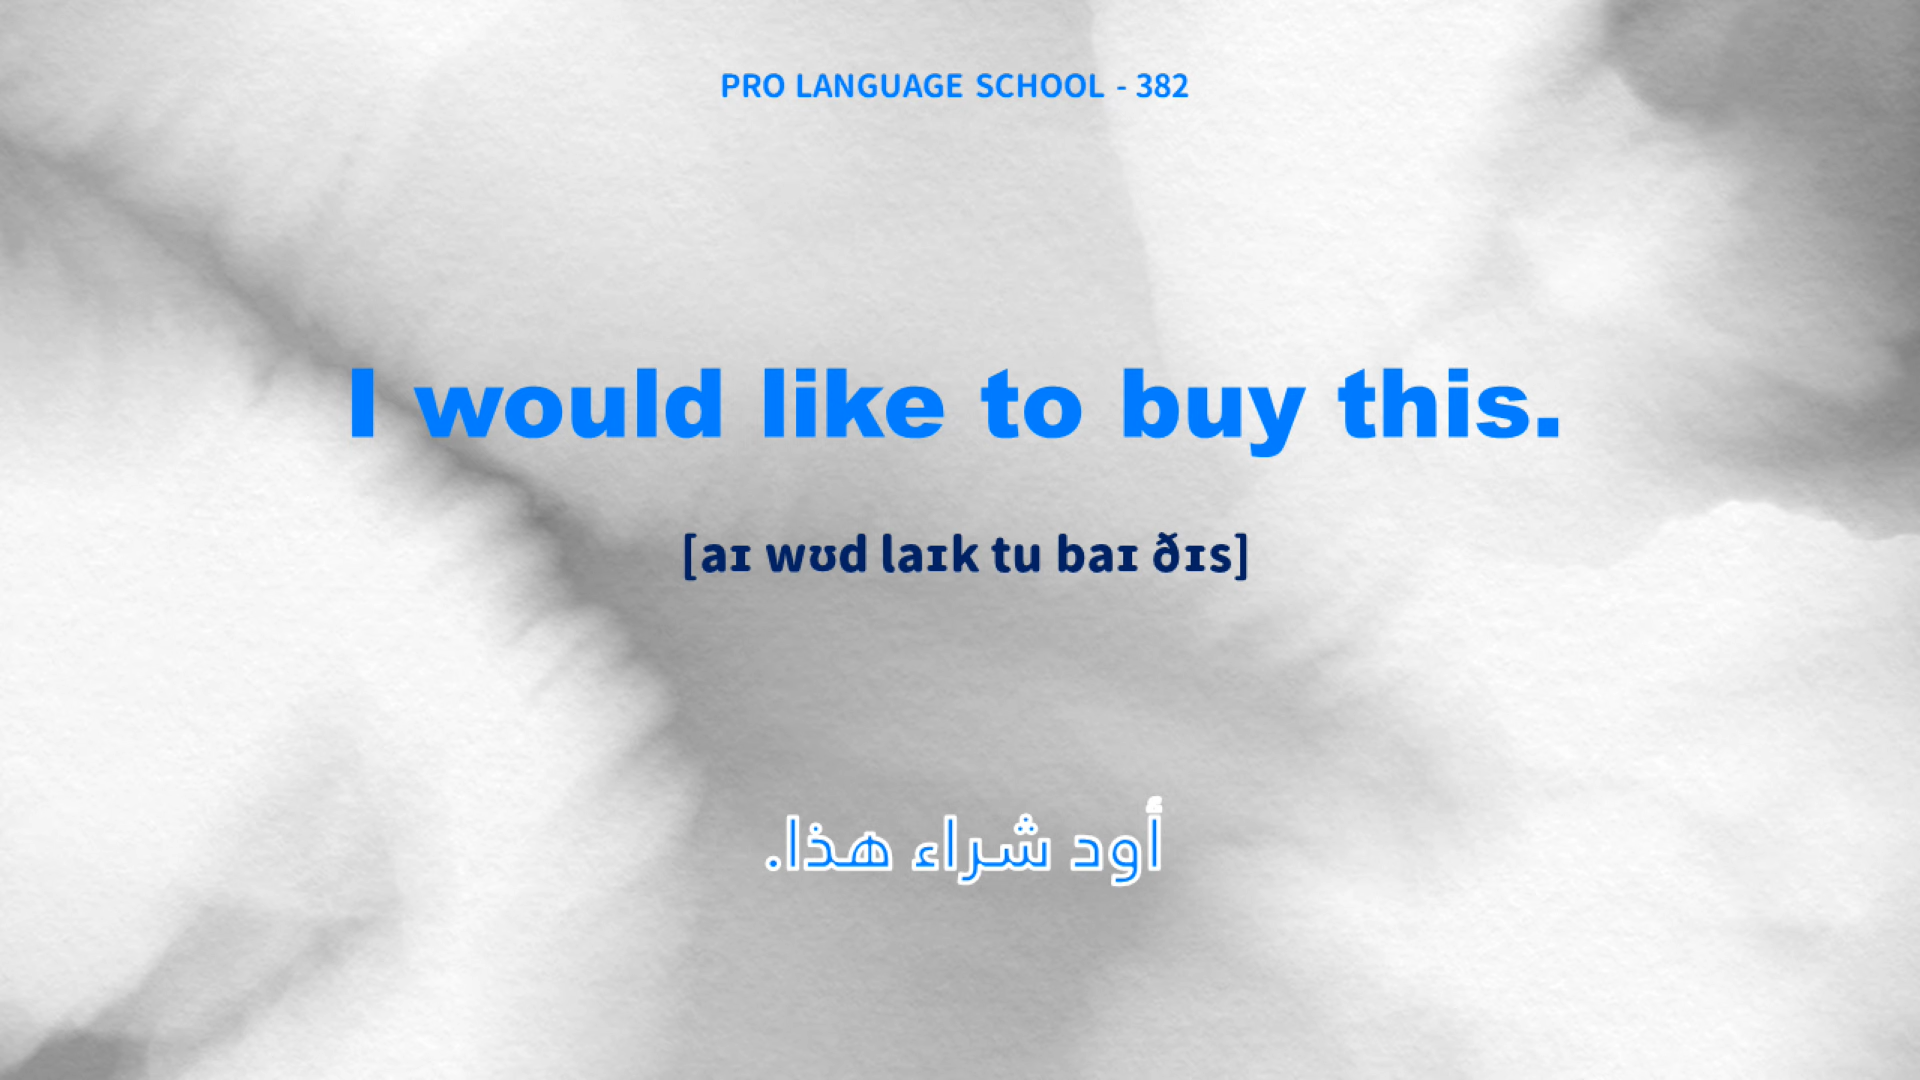 PRO LANGUAGE SCHOOL - 382
I would like to buy this.
[aɪ wʊd laɪk tu baɪ ðɪs]
أود شراء هذا.